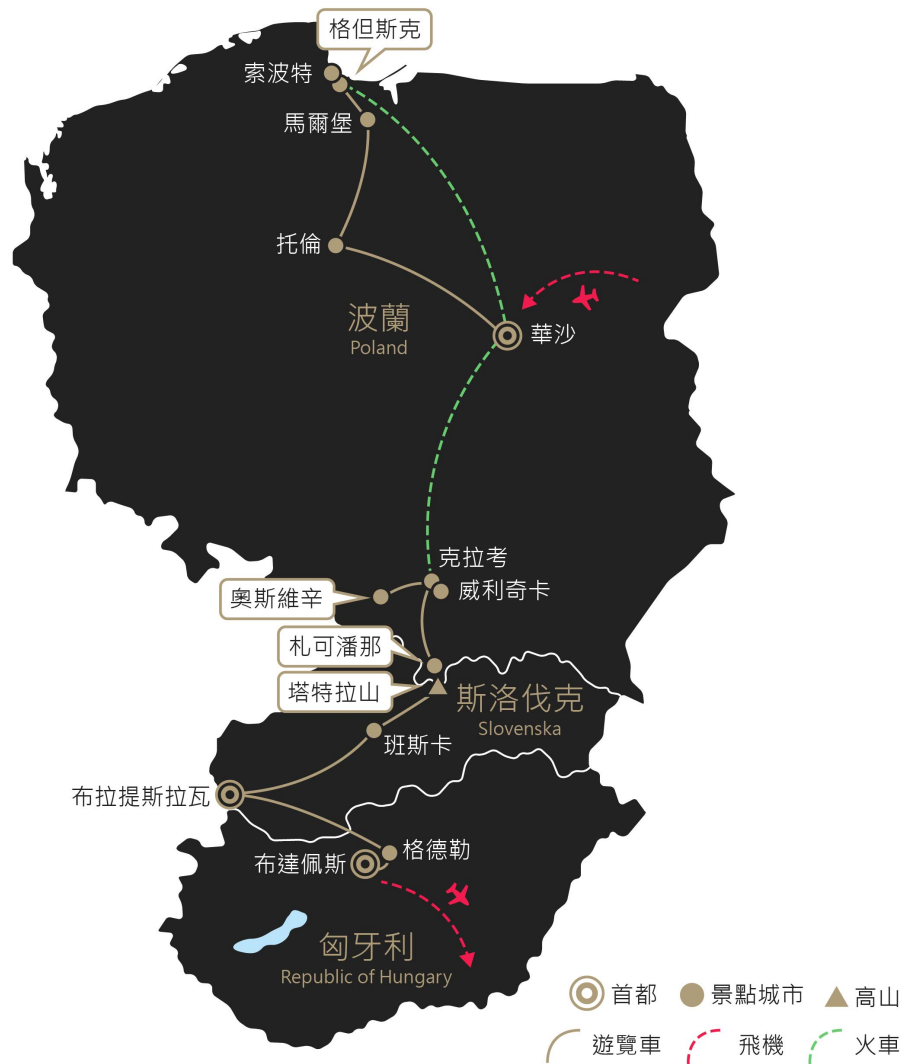 格但斯克
索波特
馬爾堡
托倫
波蘭
Poland
華沙
克拉考
威利奇卡
奧斯維辛
札可潘那
塔特拉山
斯洛伐克
Slovenska
班斯卡
布拉提斯拉瓦
格德勒
布達佩斯
匈牙利
Republic of Hungary
首都 景點城市 高山
遊覽車 飛機 火車